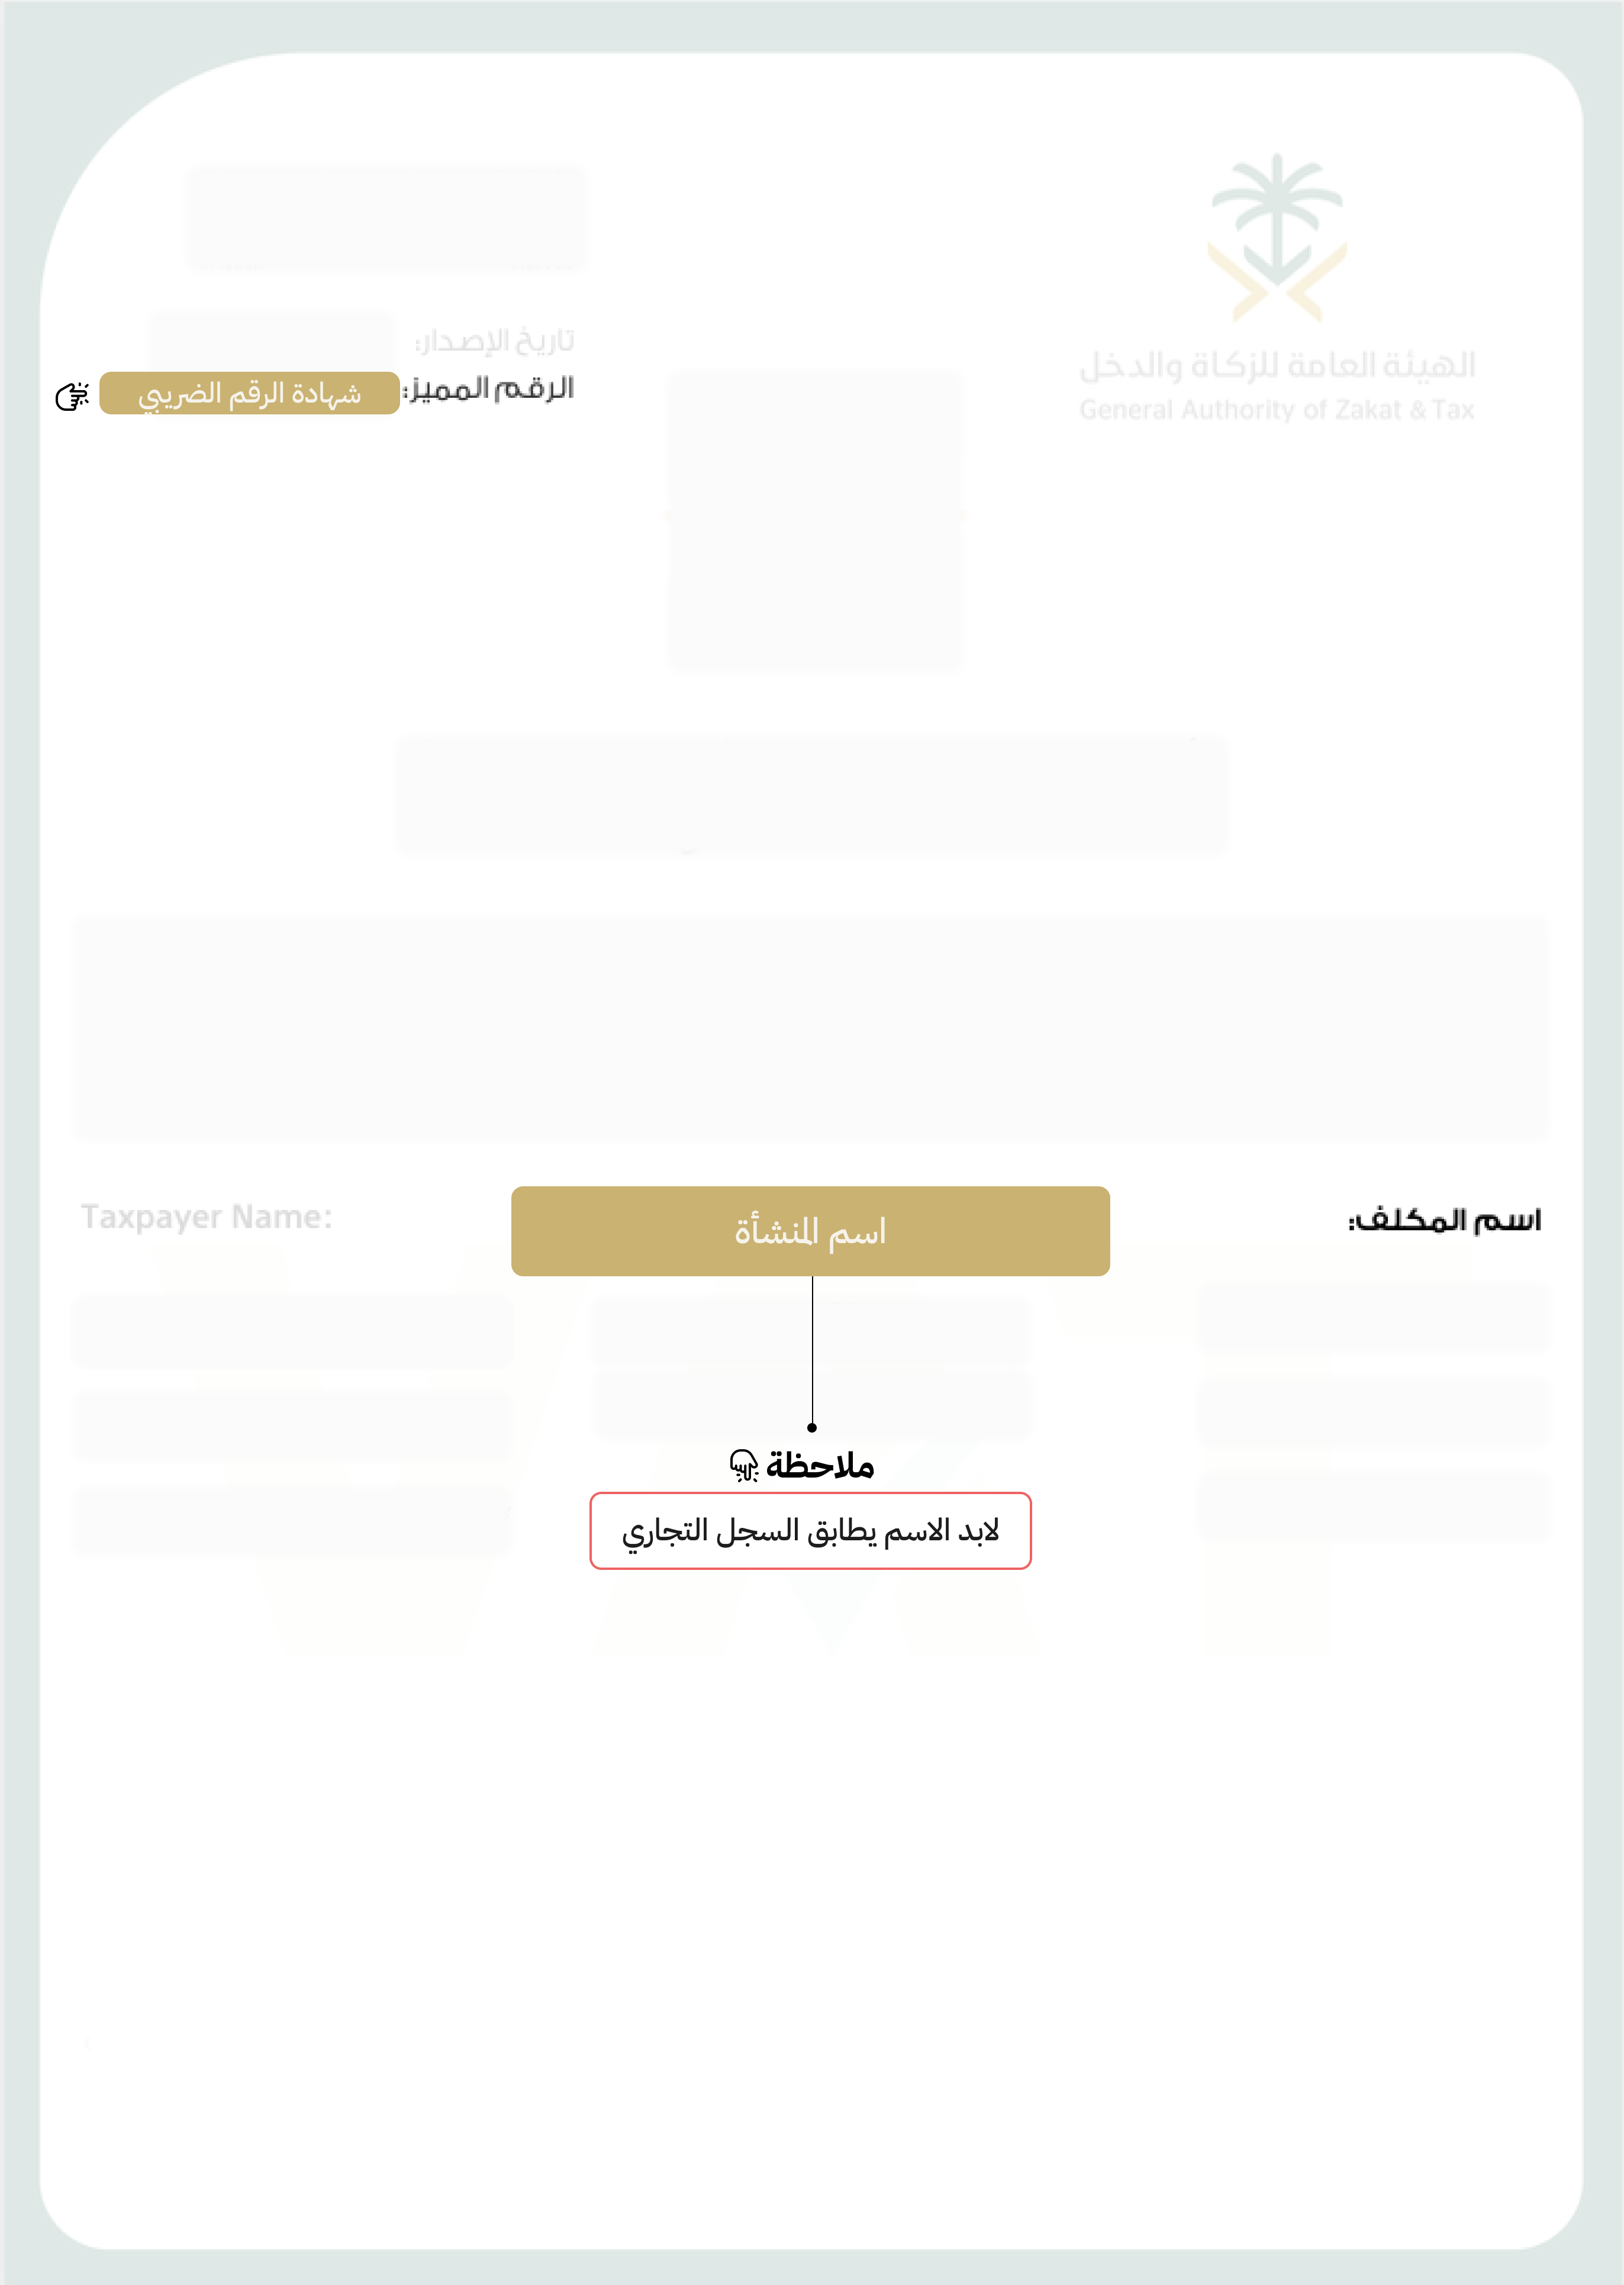 الهيئة العامة للزكاة والدخل
General Authority of Zakat & Tax
تاريخ الإصدار:
الرقم المميز: شهادة الرقم الضريبي
اسم المكلف: اسم المنشأة Taxpayer Name:
ملاحظة
لابد الاسم يطابق السجل التجاري